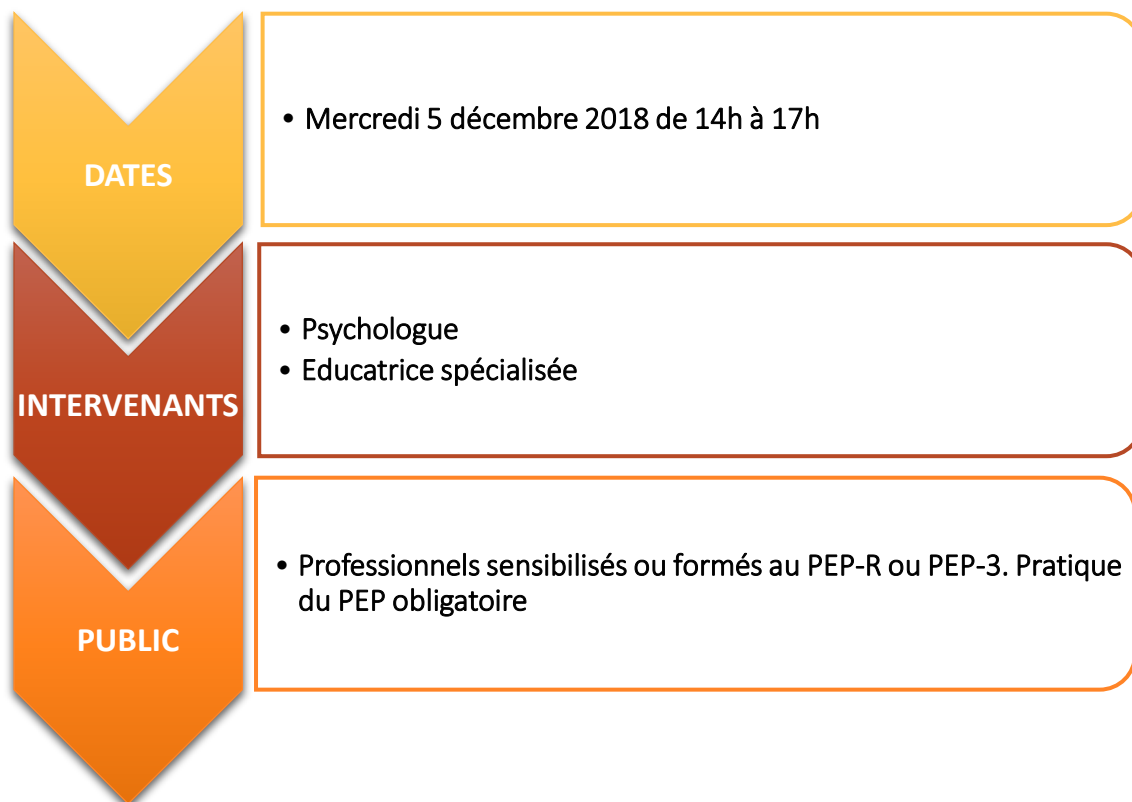 DATES
• Mercredi 5 décembre 2018 de 14h à 17h
INTERVENANTS
• Psychologue
• Educatrice spécialisée
PUBLIC
• Professionnels sensibilisés ou formés au PEP-R ou PEP-3. Pratique
du PEP obligatoire